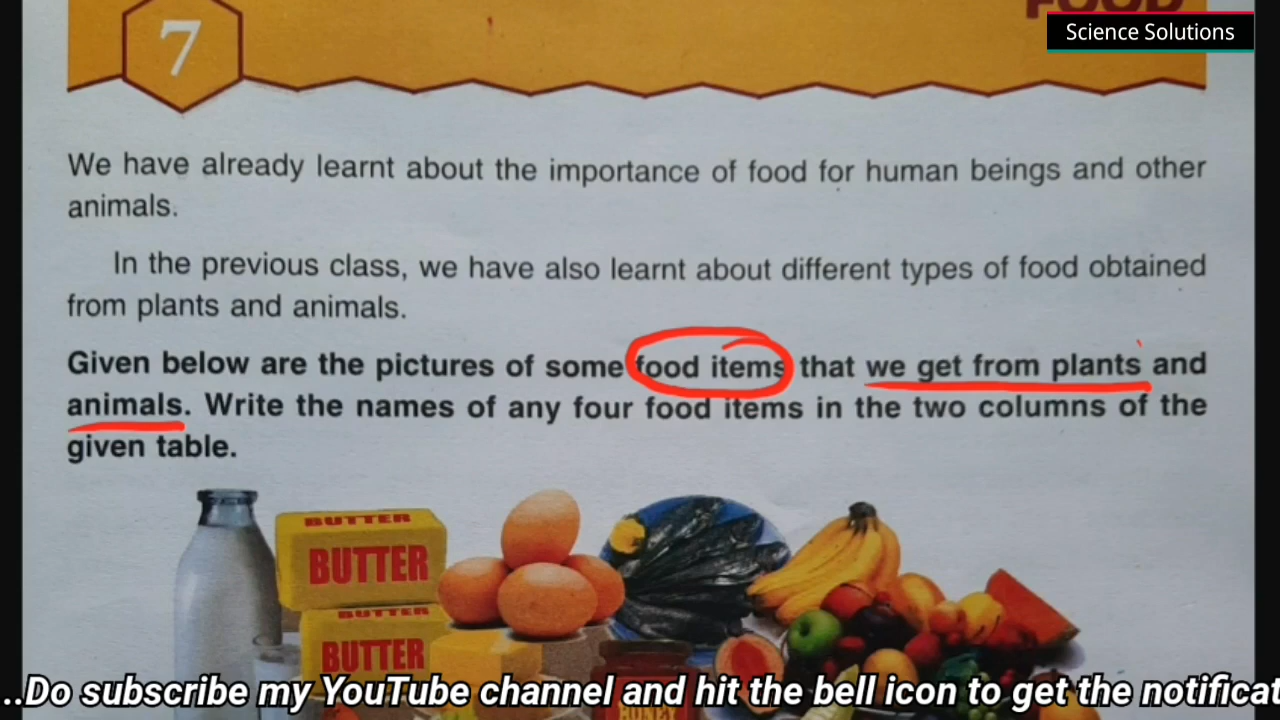 FOOD
Science Solutions
7
We have already learnt about the importance of food for human beings and other
animals.
In the previous class, we have also learnt about different types of food obtained
from plants and animals.
Given below are the pictures of some food items that we get from plants and
animals. Write the names of any four food items in the two columns of the
given table.
BUTTER
BUTTER
BUTTER
BUTTER
HONEY
..Do subscribe my YouTube channel and hit the bell icon to get the notificat